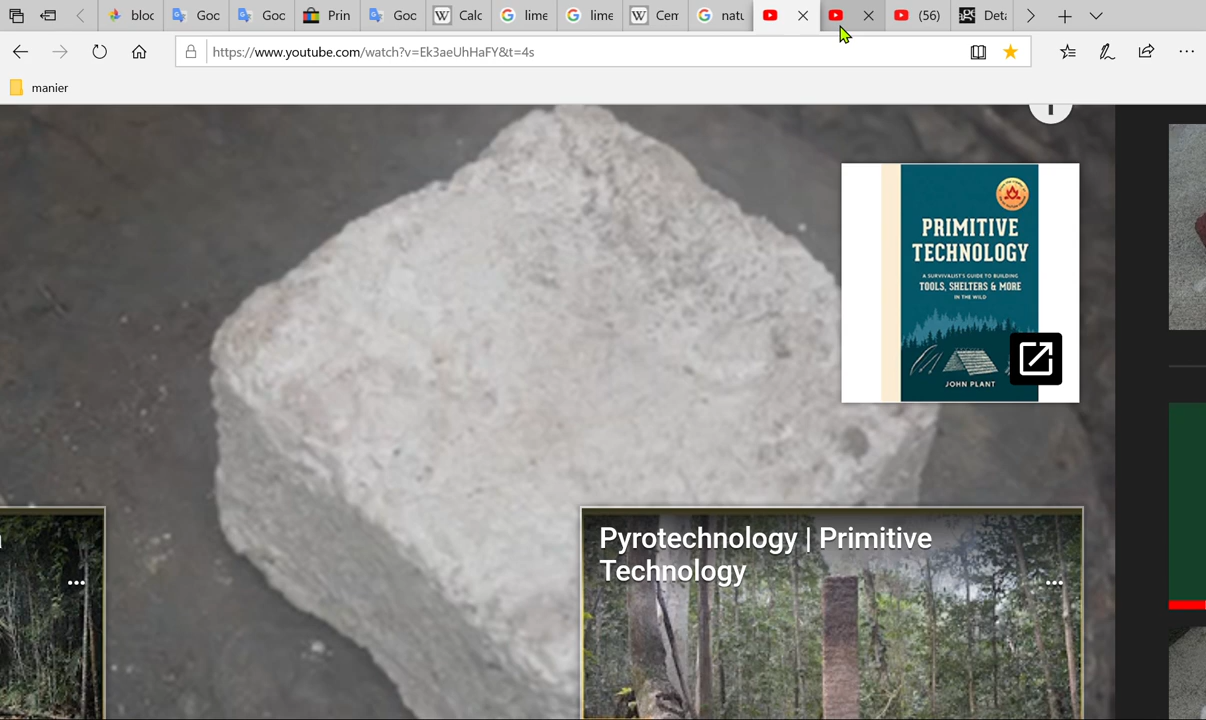 bloc
Goc
Goc
Prin
Goc
W Calc
G lime
G lime
W Cem
G natu
(56)
age Deta
https://www.youtube.com/watch?v=Ek3aeUhHaFY&t=4s
manier
PRIMITIVE
TECHNOLOGY
A SURVIVALIST'S GUIDE TO BUILDING
TOOLS, SHELTERS & MORE
IN THE WILD
JOHN PLANT
Pyrotechnology | Primitive
Technology